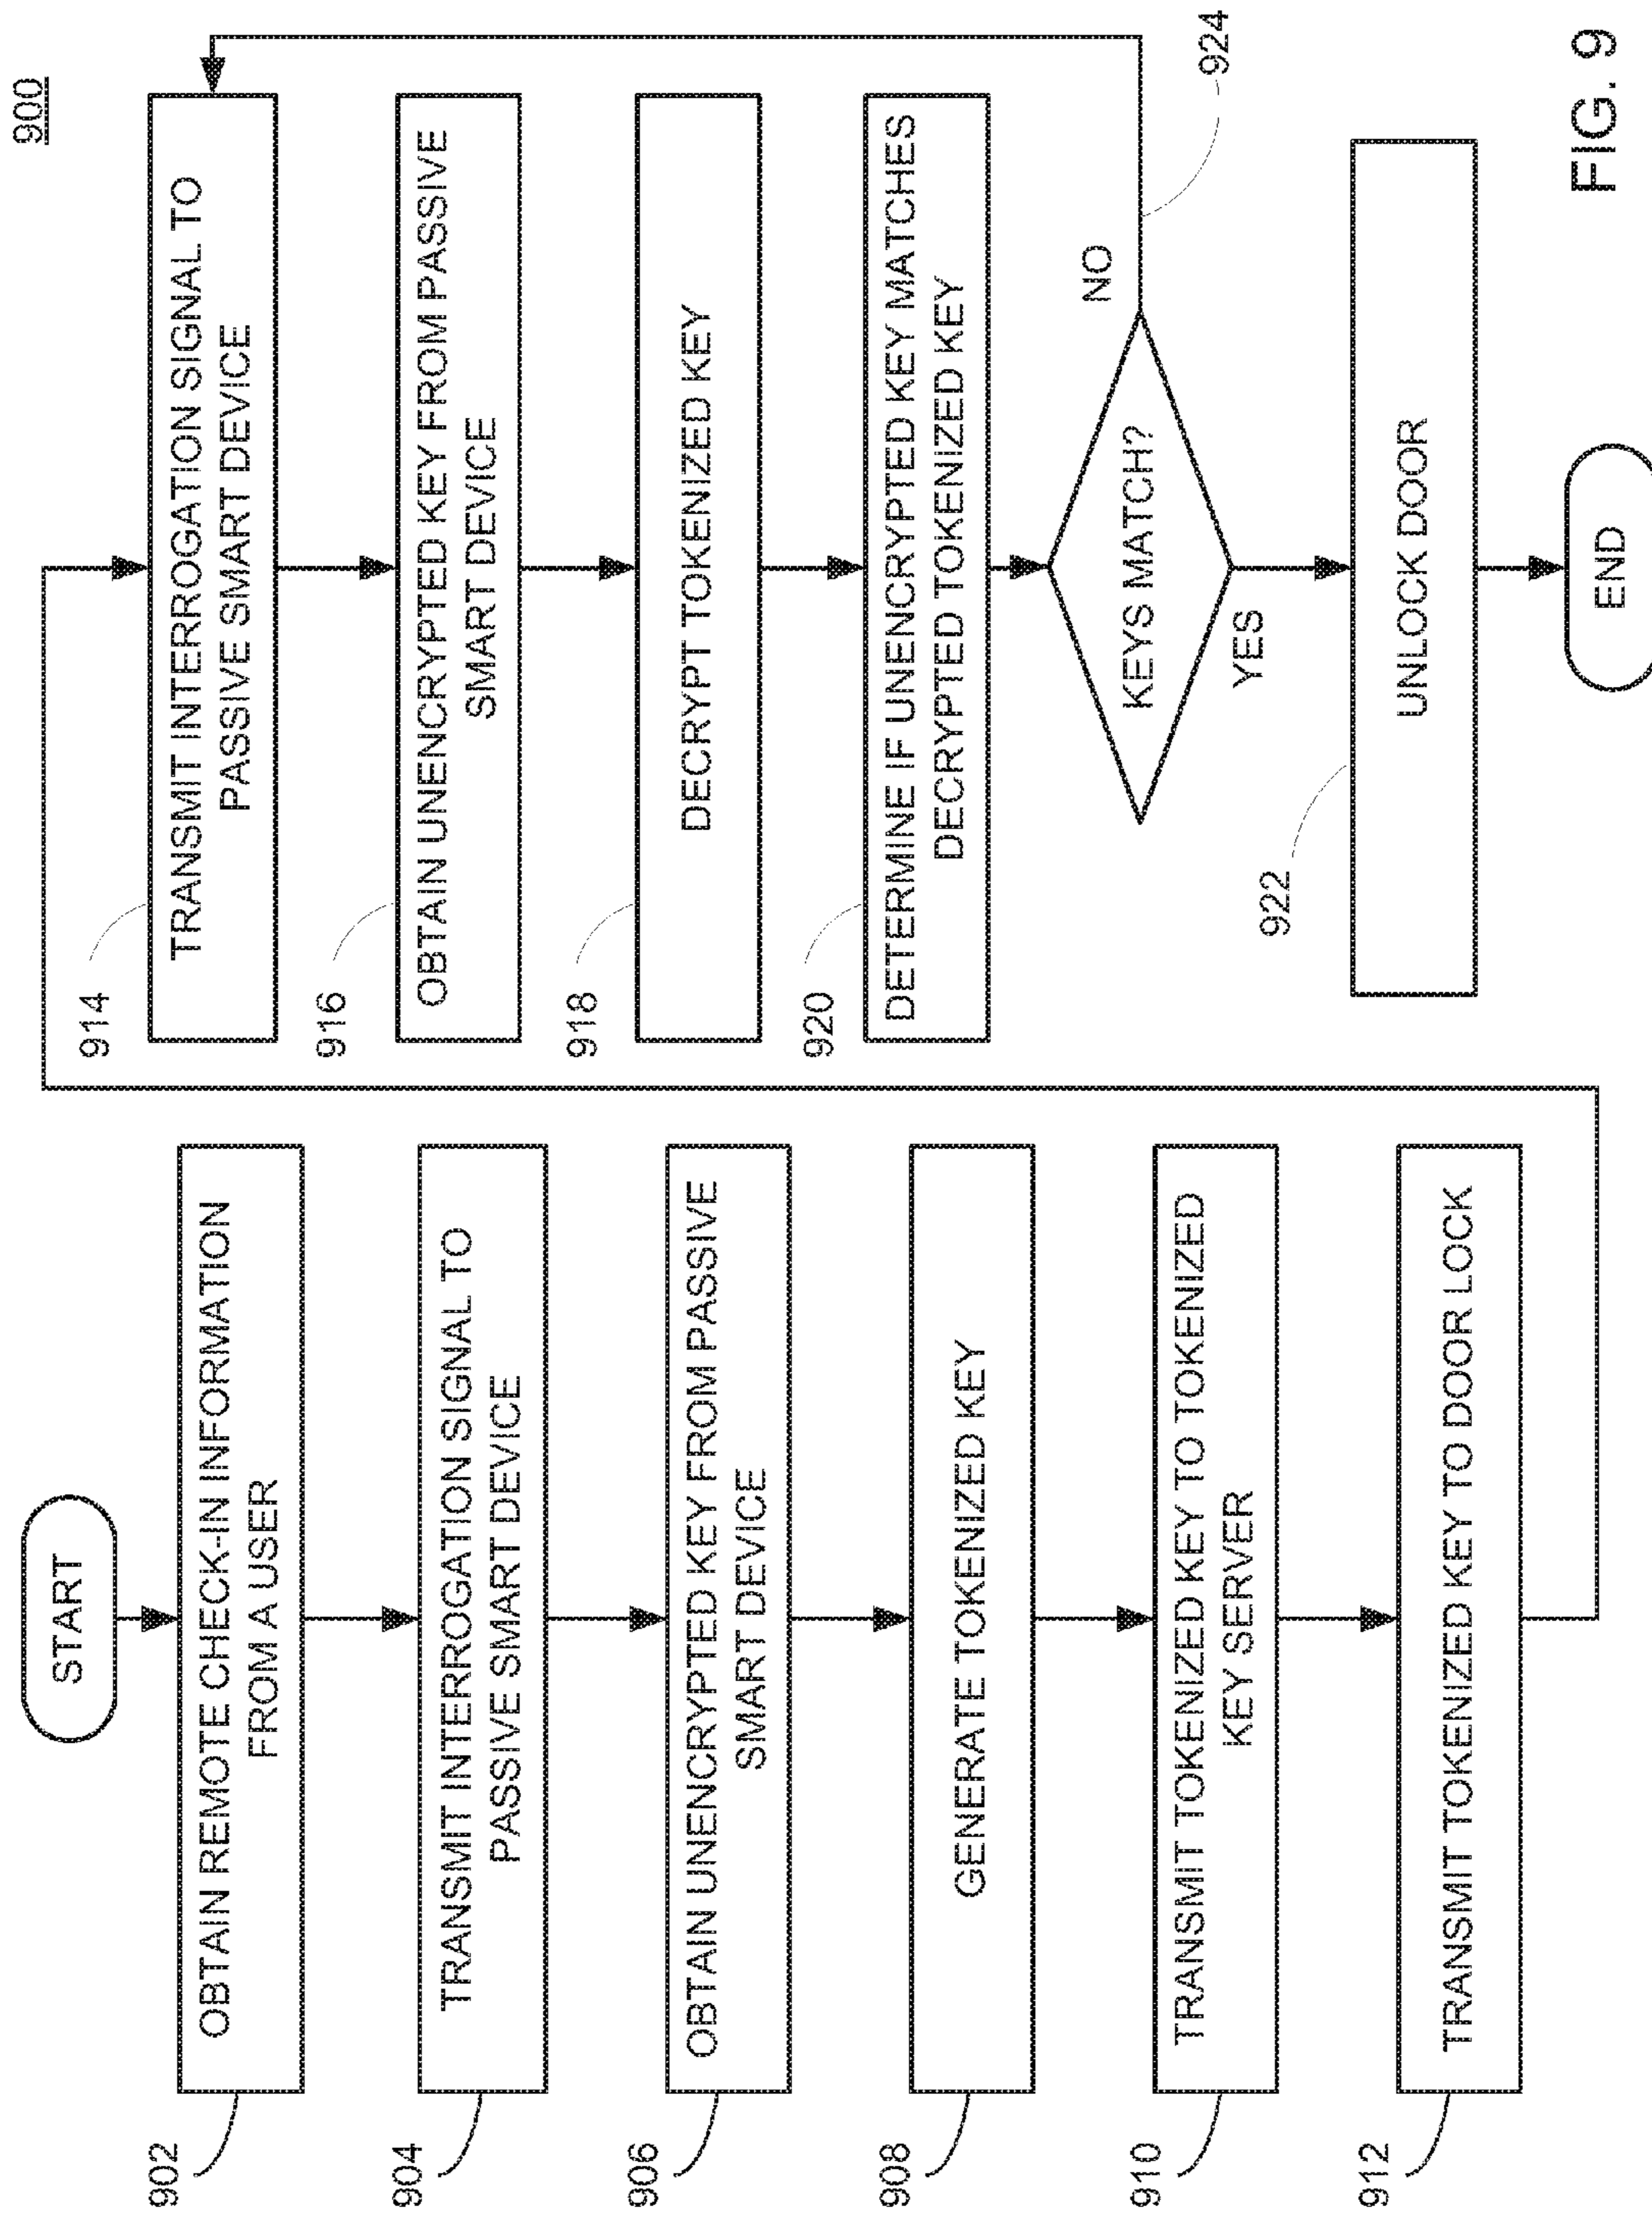 900
START
902
OBTAIN REMOTE CHECK-IN INFORMATION
FROM A USER
904
TRANSMIT INTERROGATION SIGNAL TO
PASSIVE SMART DEVICE
906
OBTAIN UNENCRYPTED KEY FROM PASSIVE
SMART DEVICE
908
GENERATE TOKENIZED KEY
910
TRANSMIT TOKENIZED KEY TO TOKENIZED
KEY SERVER
912
TRANSMIT TOKENIZED KEY TO DOOR LOCK
914
TRANSMIT INTERROGATION SIGNAL TO
PASSIVE SMART DEVICE
916
OBTAIN UNENCRYPTED KEY FROM PASSIVE
SMART DEVICE
918
DECRYPT TOKENIZED KEY
920
DETERMINE IF UNENCRYPTED KEY MATCHES
DECRYPTED TOKENIZED KEY
KEYS MATCH?
NO
924
YES
922
UNLOCK DOOR
END
FIG. 9